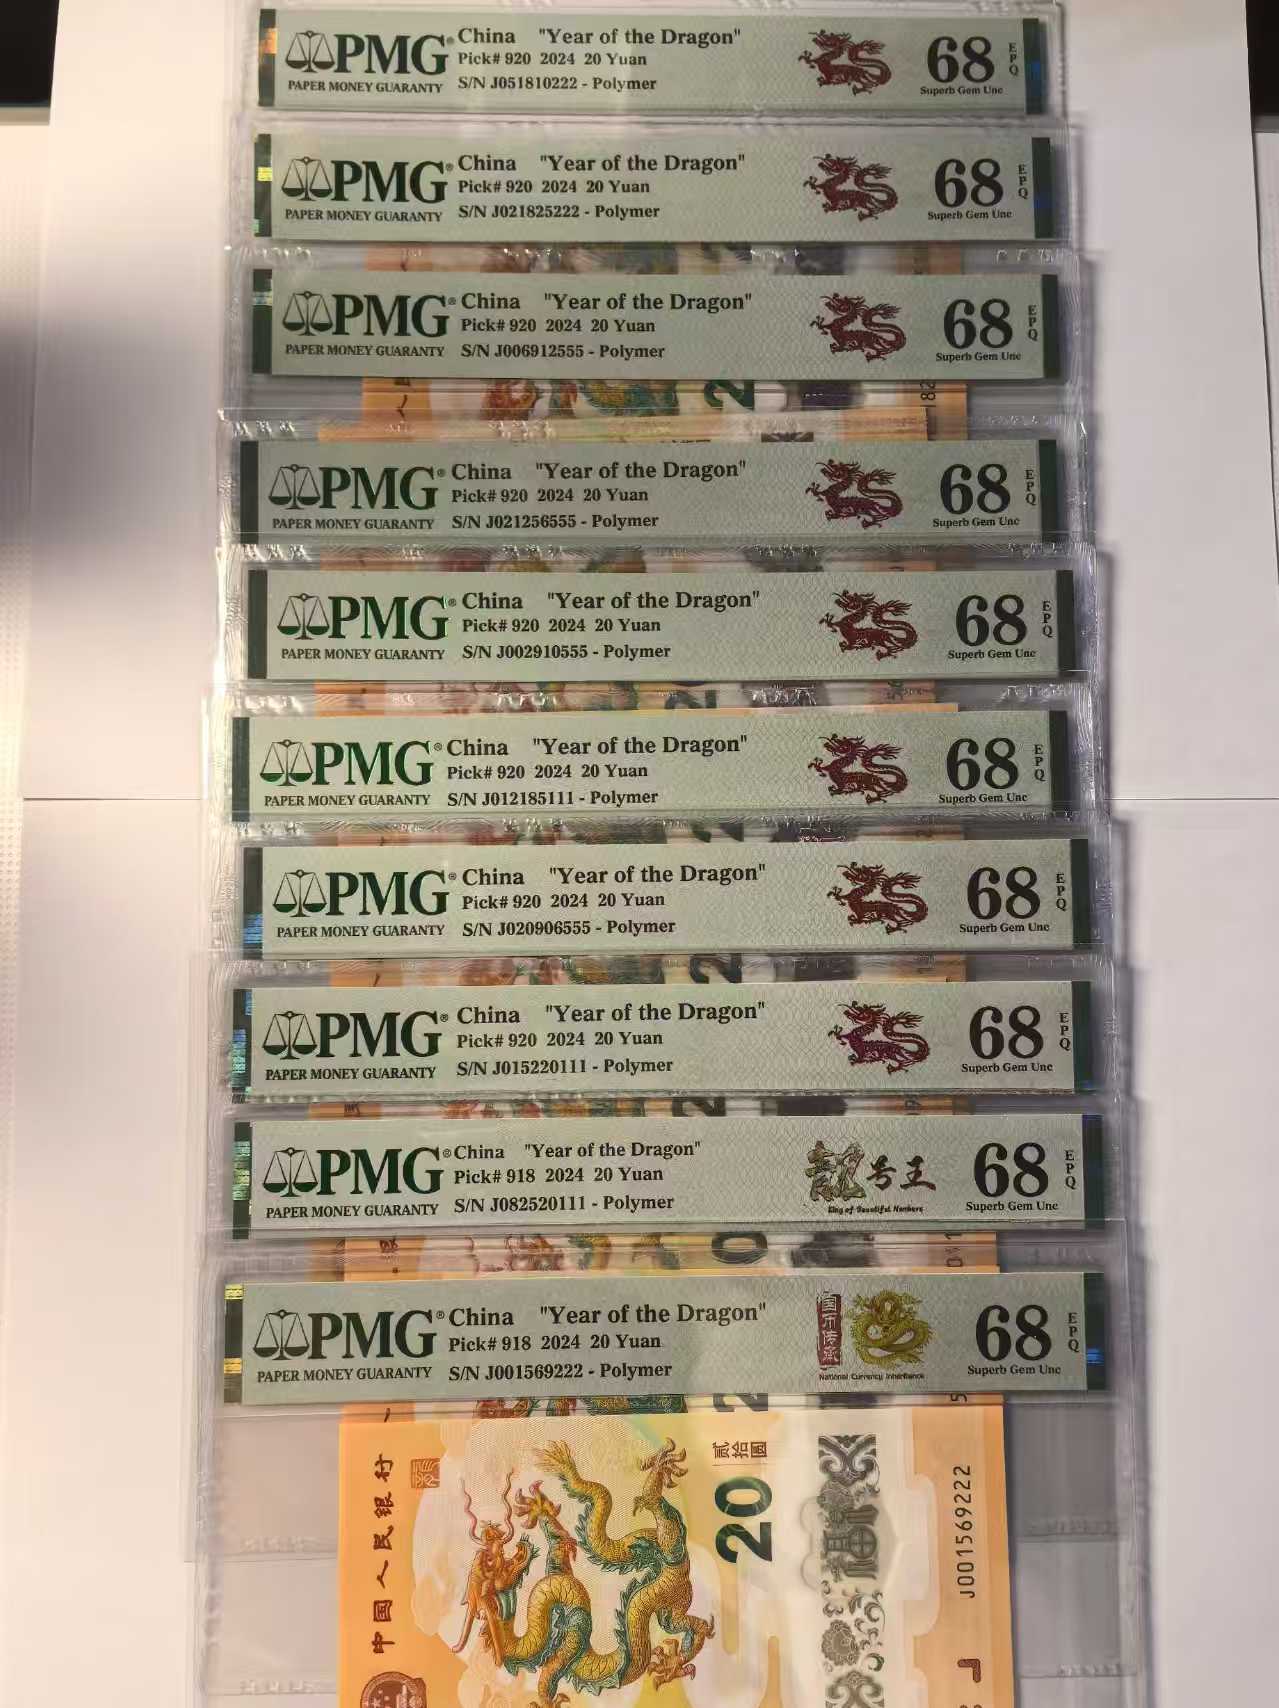 PMG® China "Year of the Dragon"
Pick# 920 2024 20 Yuan
PAPER MONEY GUARANTY S/N J051810222 - Polymer
68 EPQ
Superb Gem Unc
PMG® China "Year of the Dragon"
Pick# 920 2024 20 Yuan
PAPER MONEY GUARANTY S/N J021825222 - Polymer
68 EPQ
Superb Gem Unc
PMG® China "Year of the Dragon"
Pick# 920 2024 20 Yuan
PAPER MONEY GUARANTY S/N J006912555 - Polymer
68 EPQ
Superb Gem Unc
PMG® China "Year of the Dragon"
Pick# 920 2024 20 Yuan
PAPER MONEY GUARANTY S/N J021256555 - Polymer
68 EPQ
Superb Gem Unc
PMG® China "Year of the Dragon"
Pick# 920 2024 20 Yuan
PAPER MONEY GUARANTY S/N J002910555 - Polymer
68 EPQ
Superb Gem Unc
PMG® China "Year of the Dragon"
Pick# 920 2024 20 Yuan
PAPER MONEY GUARANTY S/N J012185111 - Polymer
68 EPQ
Superb Gem Unc
PMG® China "Year of the Dragon"
Pick# 920 2024 20 Yuan
PAPER MONEY GUARANTY S/N J020906555 - Polymer
68 EPQ
Superb Gem Unc
PMG® China "Year of the Dragon"
Pick# 920 2024 20 Yuan
PAPER MONEY GUARANTY S/N J015220111 - Polymer
68 EPQ
Superb Gem Unc
PMG® China "Year of the Dragon"
Pick# 918 2024 20 Yuan
PAPER MONEY GUARANTY S/N J082520111 - Polymer
靓号王
King of Beautiful Numbers
68 EPQ
Superb Gem Unc
PMG® China "Year of the Dragon"
Pick# 918 2024 20 Yuan
PAPER MONEY GUARANTY S/N J001569222 - Polymer
国币传承
National Currency Inheritance
68 EPQ
Superb Gem Unc
中國人民銀行
貳拾圓
20
J001569222